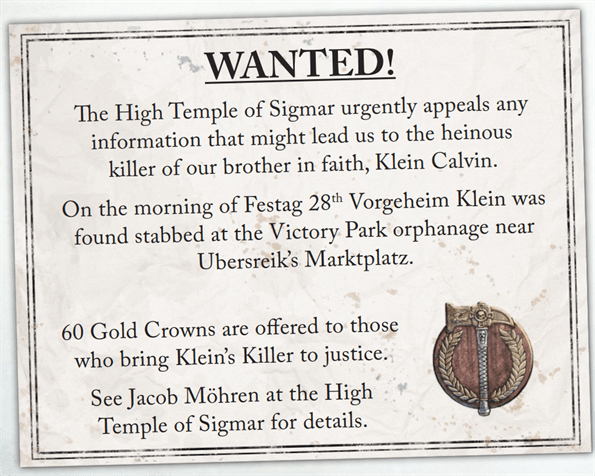 WANTED!
The High Temple of Sigmar urgently appeals any
information that might lead us to the heinous
killer of our brother in faith, Klein Calvin.
On the morning of Festag 28th Vorgeheim Klein was
found stabbed at the Victory Park orphanage near
Ubersreik’s Marktplatz.
60 Gold Crowns are offered to those
who bring Klein’s Killer to justice.
See Jacob Möhren at the High
Temple of Sigmar for details.